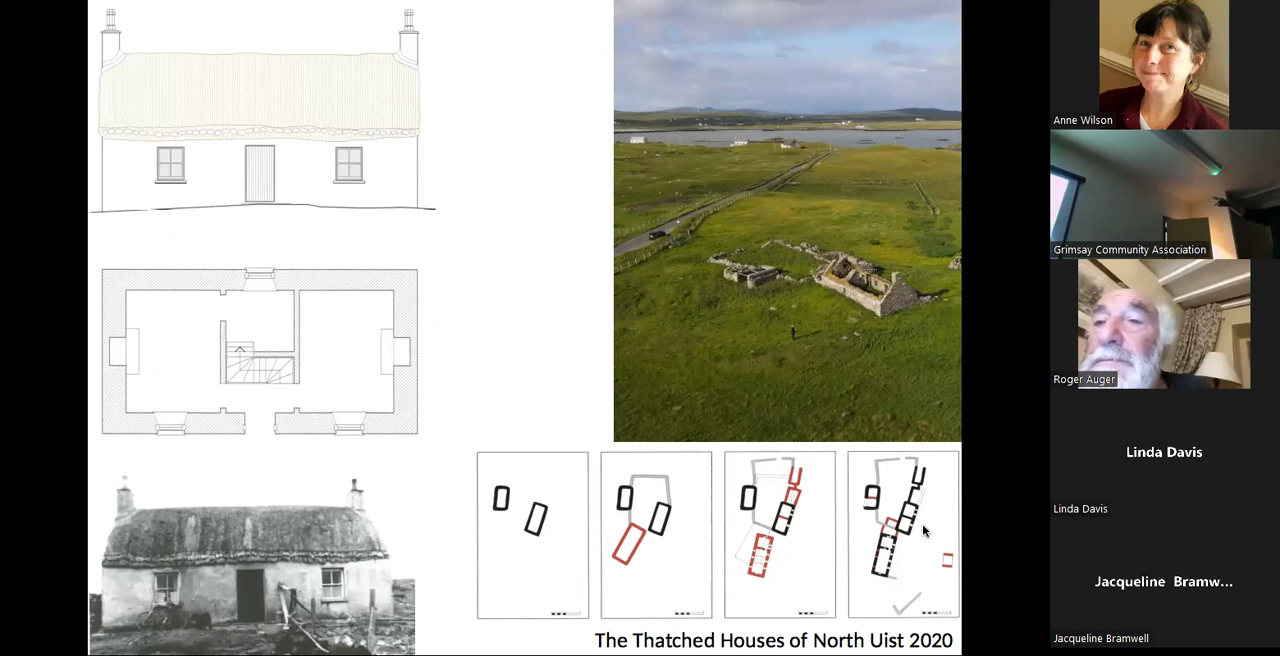 The Thatched Houses of North Uist 2020
Anne Wilson
Grimsay Community Association
Roger Auger
Linda Davis
Linda Davis
Jacqueline Bramw...
Jacqueline Bramwell